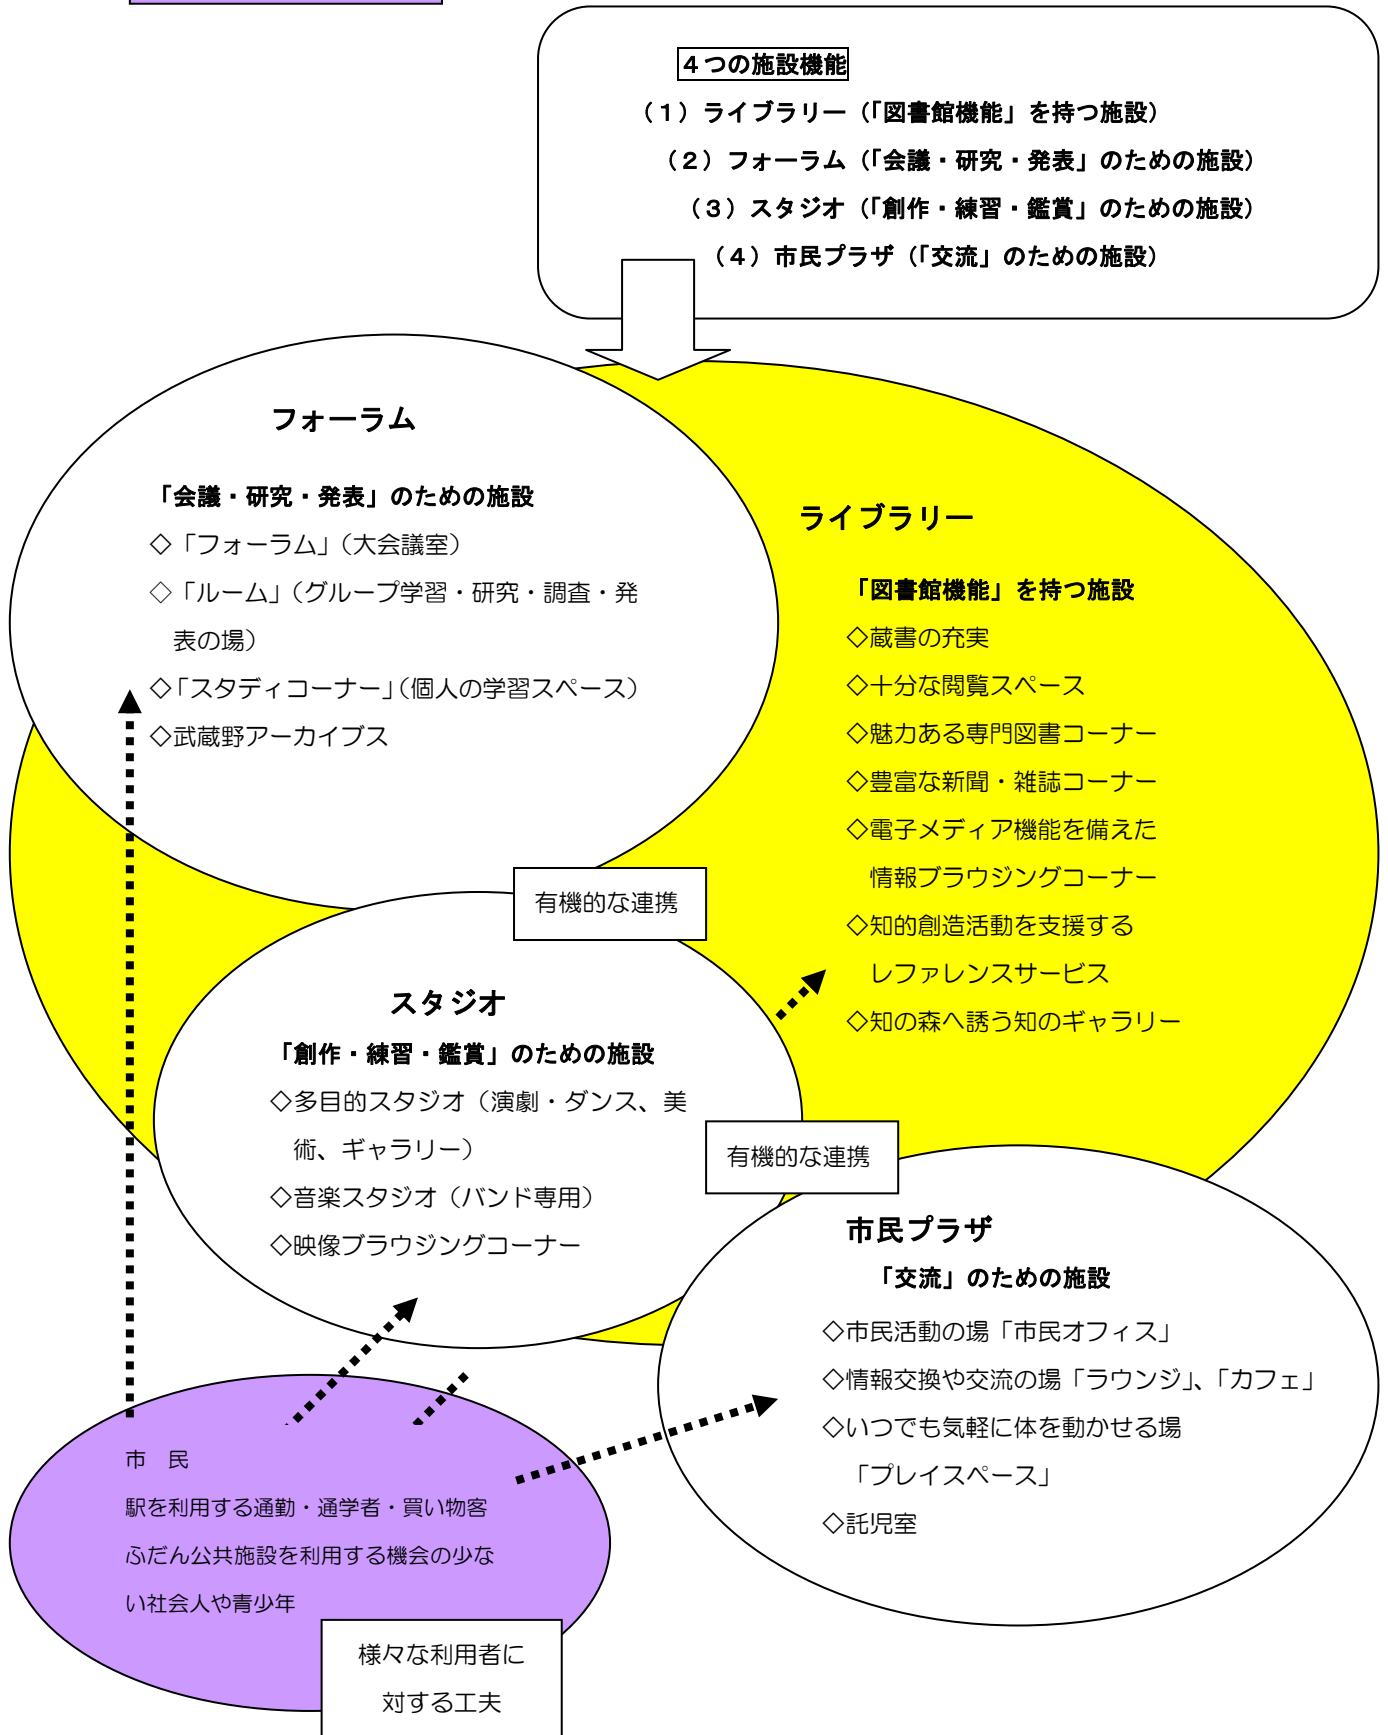 ４つの施設機能
（１）ライブラリー（「図書館機能」を持つ施設）
（２）フォーラム（「会議・研究・発表」のための施設）
（３）スタジオ（「創作・練習・鑑賞」のための施設）
（４）市民プラザ（「交流」のための施設）
フォーラム
「会議・研究・発表」のための施設
◇「フォーラム」（大会議室）
◇「ルーム」（グループ学習・研究・調査・発
表の場）
◇「スタディコーナー」（個人の学習スペース）
◇武蔵野アーカイブス
ライブラリー
「図書館機能」を持つ施設
◇蔵書の充実
◇十分な閲覧スペース
◇魅力ある専門図書コーナー
◇豊富な新聞・雑誌コーナー
◇電子メディア機能を備えた
情報ブラウジングコーナー
◇知的創造活動を支援する
レファレンスサービス
◇知の森へ誘う知のギャラリー
有機的な連携
スタジオ
「創作・練習・鑑賞」のための施設
◇多目的スタジオ（演劇・ダンス、美
術、ギャラリー）
◇音楽スタジオ（バンド専用）
◇映像ブラウジングコーナー
有機的な連携
市民プラザ
「交流」のための施設
◇市民活動の場「市民オフィス」
◇情報交換や交流の場「ラウンジ」、「カフェ」
◇いつでも気軽に体を動かせる場
「プレイスペース」
◇託児室
市　民
駅を利用する通勤・通学者・買い物客
ふだん公共施設を利用する機会の少な
い社会人や青少年
様々な利用者に
対する工夫